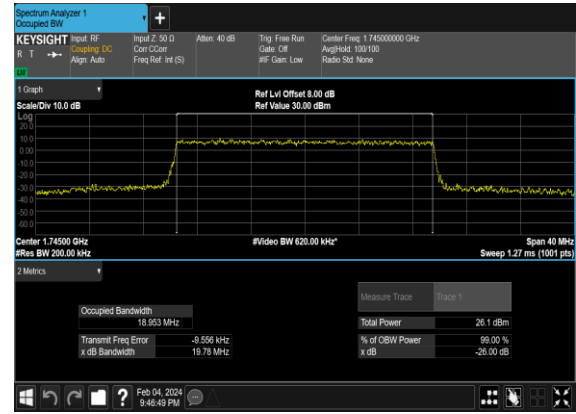 Spectrum Analyzer 1
Occupied BW
+
KEYSIGHT Input: RF Input Z: 50 Ω Atten: 40 dB Trig: Free Run Center Freq: 1.745000000 GHz
R T Coupling: DC Corr CCorr Gate: Off Avg|Hold: 100/100
Align: Auto Freq Ref: Int (S) #IF Gain: Low Radio Std: None
LXI
1 Graph Ref Lvl Offset 8.00 dB
Scale/Div 10.0 dB Ref Value 30.00 dBm
Log
20.0
10.0
0.00
-10.0
-20.0
-30.0
-40.0
-50.0
-60.0
Center 1.74500 GHz #Video BW 620.00 kHz* Span 40 MHz
#Res BW 200.00 kHz Sweep 1.27 ms (1001 pts)
2 Metrics
Measure Trace Trace 1
Occupied Bandwidth
18.953 MHz
Total Power 26.1 dBm
Transmit Freq Error -9.556 kHz % of OBW Power 99.00 %
x dB Bandwidth 19.78 MHz x dB -26.00 dB
?
Feb 04, 2024
9:46:49 PM